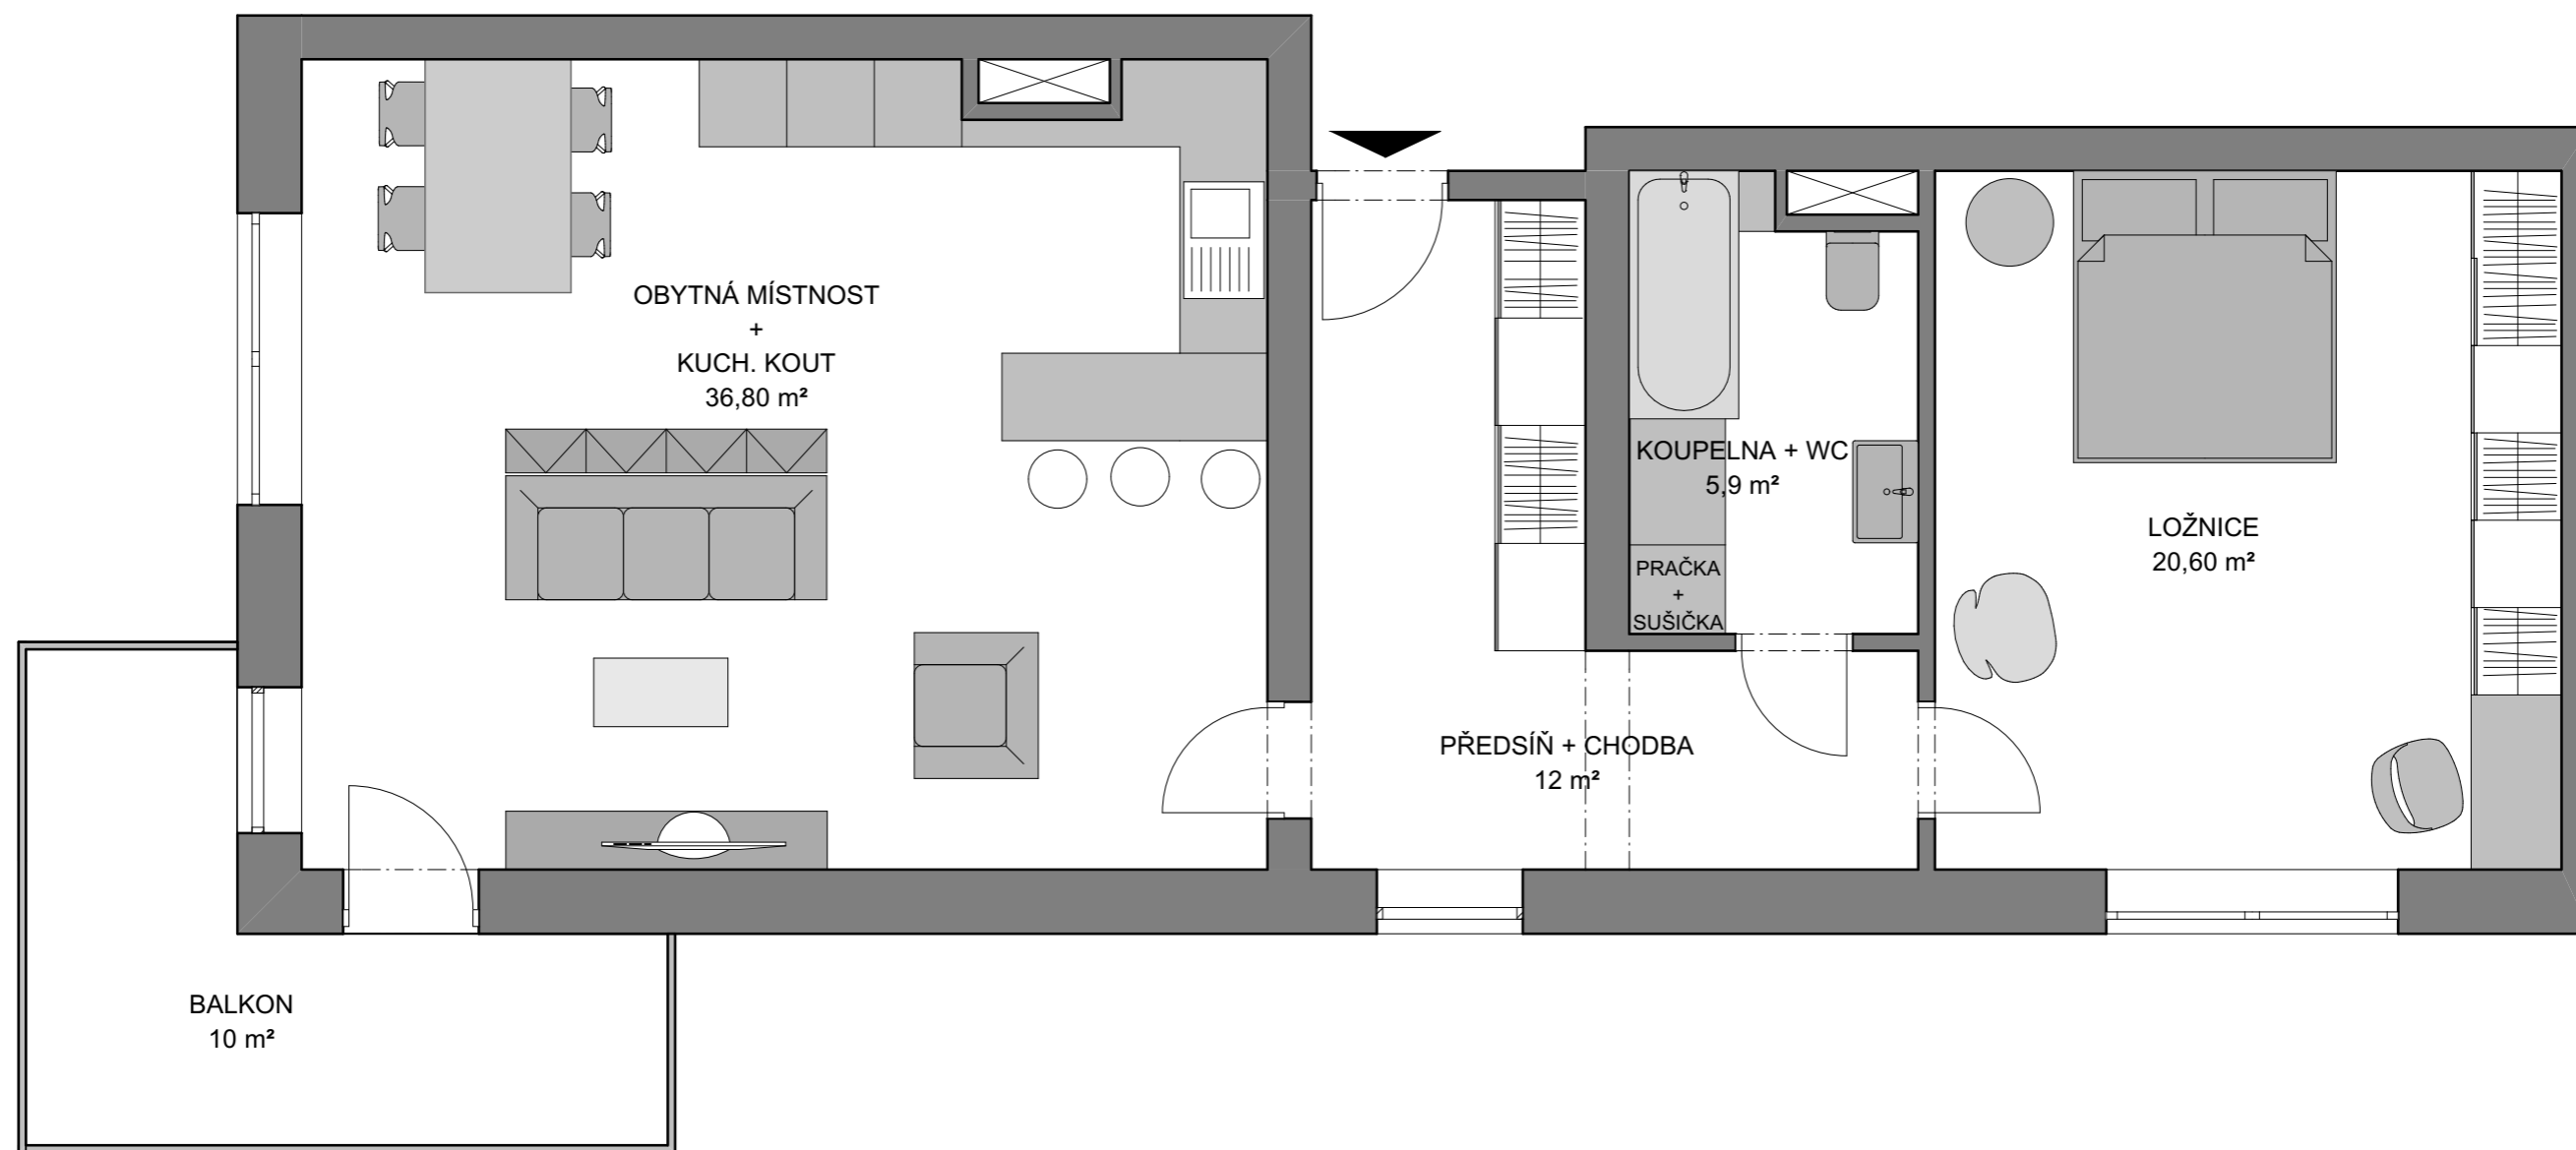 OBYTNÁ MÍSTNOST
+
KUCH. KOUT
36,80 m²
KOUPELNA + WC
5,9 m²
PRAČKA
+
SUŠIČKA
LOŽNICE
20,60 m²
PŘEDSÍŇ + CHODBA
12 m²
BALKON
10 m²